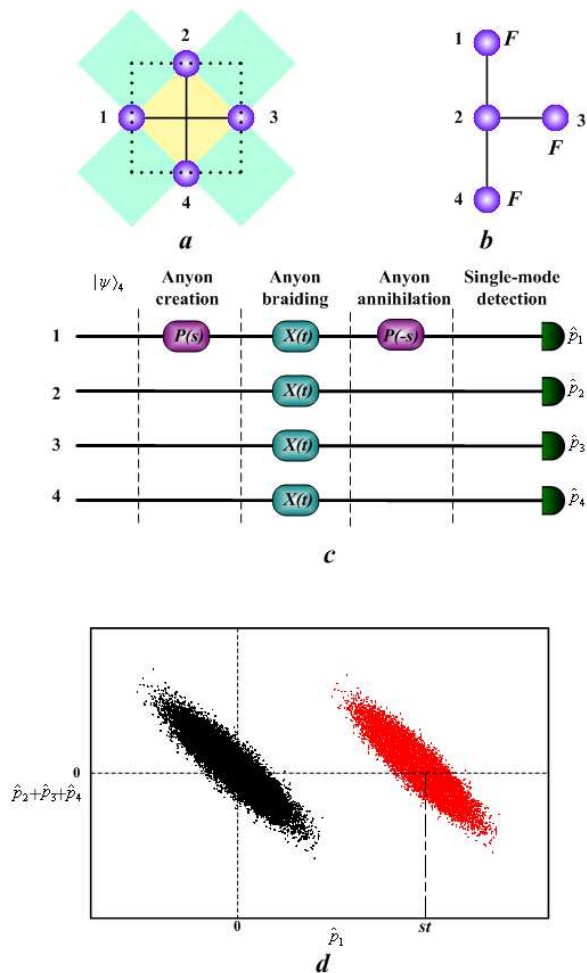 2
1 3
4
a
1 F
2 3
F
4 F
b
|ψ⟩₄ Anyon creation Anyon braiding Anyon annihilation Single-mode detection
1 P(s) X(t) P(-s) p̂₁
2 X(t) p̂₂
3 X(t) p̂₃
4 X(t) p̂₄
c
0
p̂₂+p̂₃+p̂₄
0 st
p̂₁
d